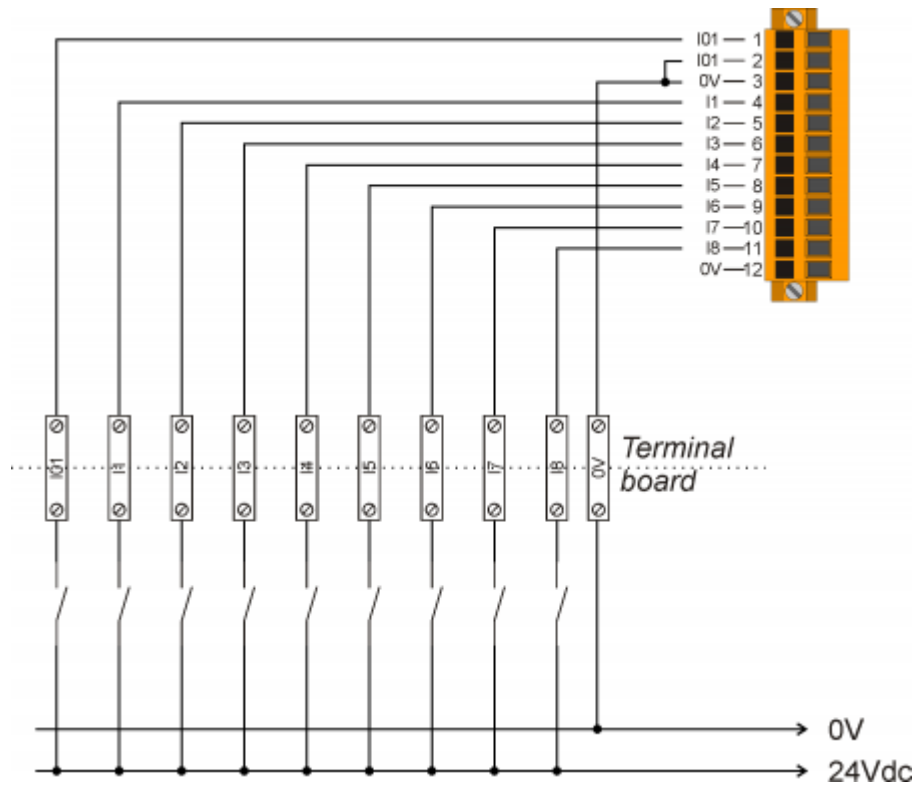 I01 1
I01 2
0V 3
I1 4
I2 5
I3 6
I4 7
I5 8
I6 9
I7 10
I8 11
0V 12
I01 I1 I2 I3 I4 I5 I6 I7 I8 0V
Terminal
board
0V
24Vdc